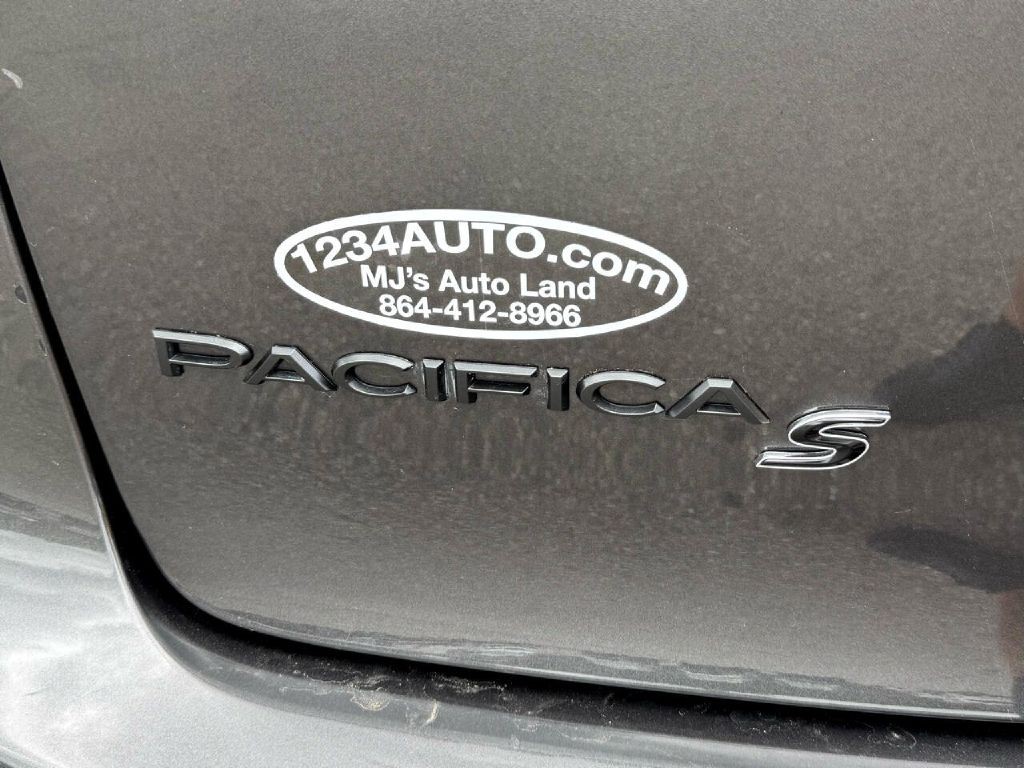 1234AUTO.com
MJ's Auto Land
864-412-8966
PACIFICA S